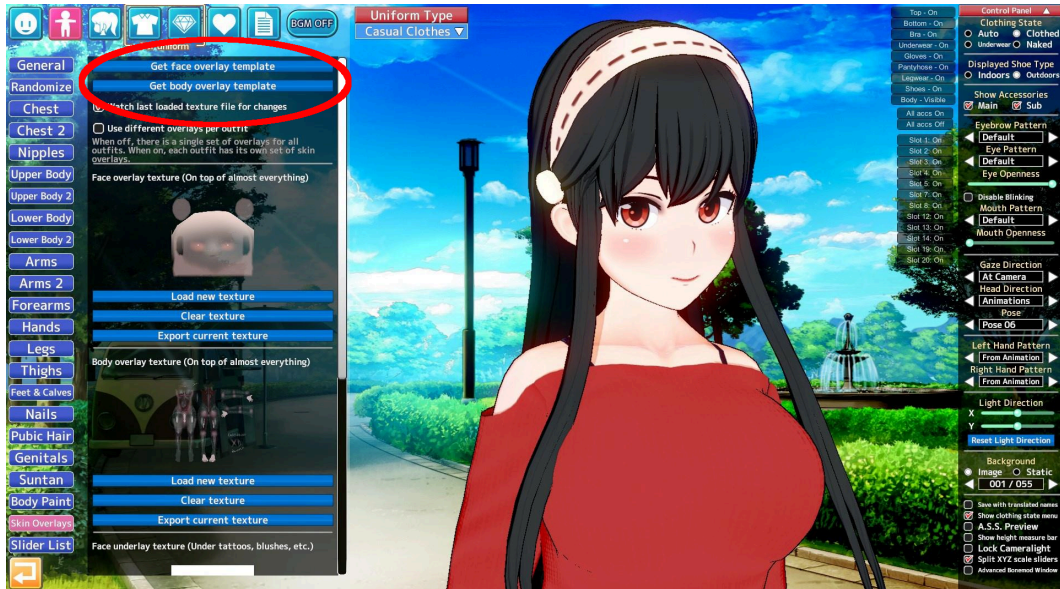 BGM OFF
Uniform Type
Casual Clothes ▼
General
Randomize
Chest
Chest 2
Nipples
Upper Body
Upper Body 2
Lower Body
Lower Body 2
Arms
Arms 2
Forearms
Hands
Legs
Thighs
Feet & Calves
Nails
Pubic Hair
Genitals
Suntan
Body Paint
Skin Overlays
Slider List
Get face overlay template
Get body overlay template
Watch last loaded texture file for changes
Use different overlays per outfit
When off, there is a single set of overlays for all
outfits. When on, each outfit has its own set of skin
overlays.
Face overlay texture (On top of almost everything)
Load new texture
Clear texture
Export current texture
Body overlay texture (On top of almost everything)
Load new texture
Clear texture
Export current texture
Face underlay texture (Under tattoos, blushes, etc.)
Top - On
Bottom - On
Bra - On
Underwear - On
Gloves - On
Pantyhose - On
Legwear - On
Shoes - On
Body - Visible
All accs On
All accs Off
Slot 1: On
Slot 2: On
Slot 3: On
Slot 4: On
Slot 5: On
Slot 7: On
Slot 8: On
Slot 12: On
Slot 13: On
Slot 14: On
Slot 19: On
Slot 20: On
Control Panel ▲
Clothing State
Auto Clothed
Underwear Naked
Displayed Shoe Type
Indoors Outdoors
Show Accessories
Main Sub
Eyebrow Pattern
Default
Eye Pattern
Default
Eye Openness
Disable Blinking
Mouth Pattern
Default
Mouth Openness
Gaze Direction
At Camera
Head Direction
Animations
Pose
Pose 06
Left Hand Pattern
From Animation
Right Hand Pattern
From Animation
Light Direction
X
Y
Reset Light Direction
Background
Image Static
001 / 055
Save with translated names
Show clothing state menu
A.S.S. Preview
Show height measure bar
Lock Cameralight
Split XYZ scale sliders
Advanced Bonemod Window